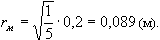 r_м = √(1/5) · 0,2 = 0,089 (м).